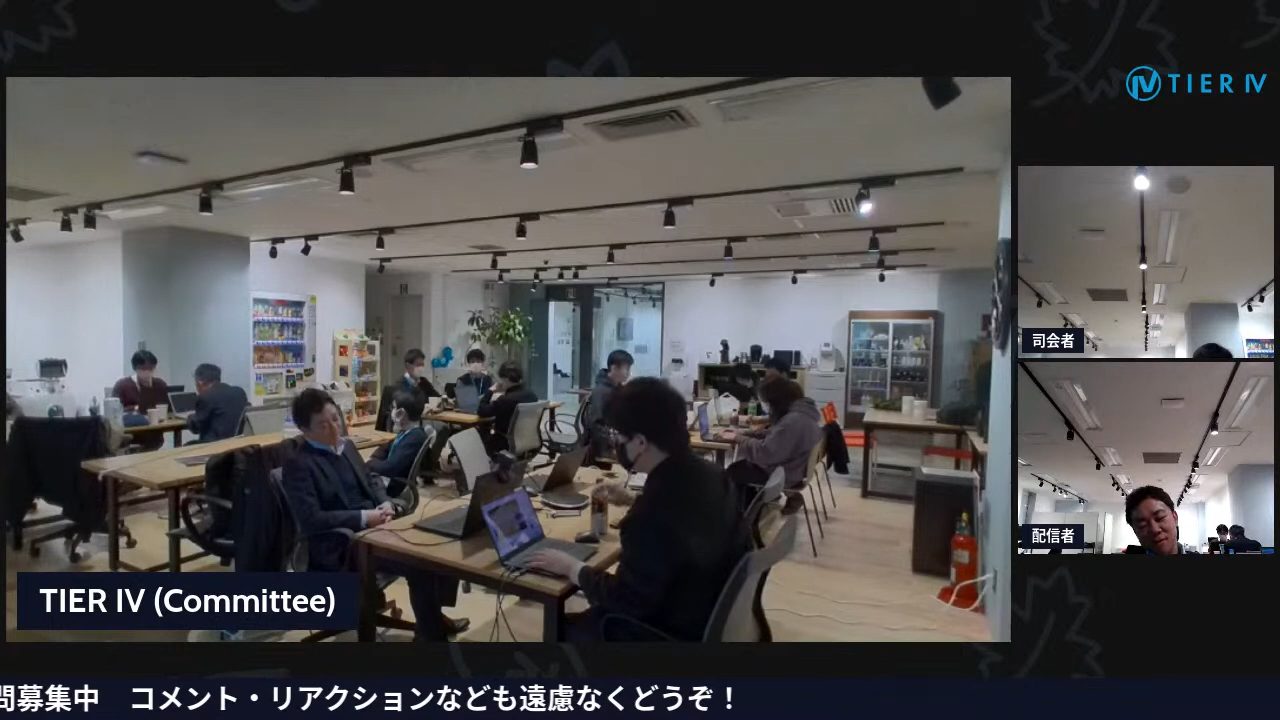 TIER IV
司会者
配信者
TIER IV (Committee)
問募集中 コメント・リアクションなども遠慮なくどうぞ！